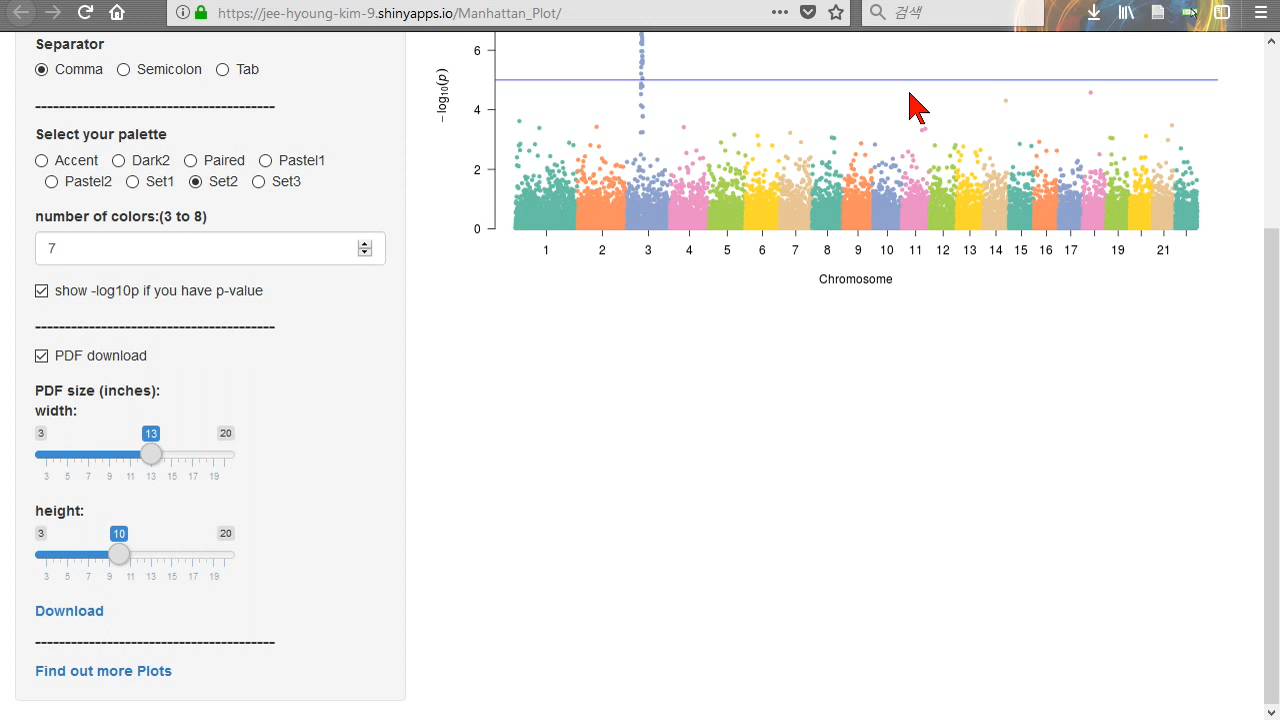 https://jee-hyoung-kim-9.shinyapps.io/Manhattan_Plot/
검색
Separator
Comma Semicolon Tab
----------------------------------------
Select your palette
Accent Dark2 Paired Pastel1
Pastel2 Set1 Set2 Set3
number of colors:(3 to 8)
7
show -log10p if you have p-value
----------------------------------------
PDF download
PDF size (inches):
width:
3 13 20
3 5 7 9 11 13 15 17 19
height:
3 10 20
3 5 7 9 11 13 15 17 19
Download
----------------------------------------
Find out more Plots
−log10(p)
6
4
2
0
1 2 3 4 5 6 7 8 9 10 11 12 13 14 15 16 17 19 21
Chromosome